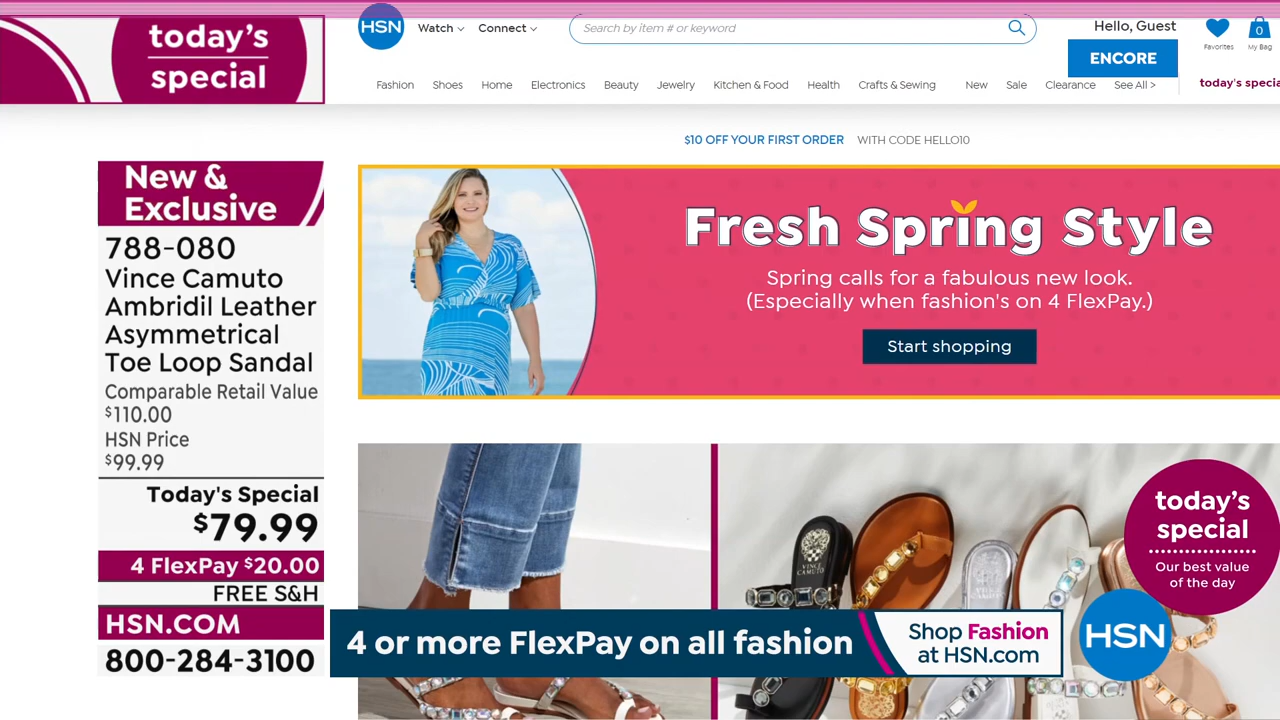 today's
special
HSN
Watch
Connect
Search by item # or keyword
Hello, Guest
ENCORE
Favorites
0
My Bag
Fashion
Shoes
Home
Electronics
Beauty
Jewelry
Kitchen & Food
Health
Crafts & Sewing
New
Sale
Clearance
See All >
today's specia
$10 OFF YOUR FIRST ORDER WITH CODE HELLO10
New &
Exclusive
788-080
Vince Camuto
Ambridil Leather
Asymmetrical
Toe Loop Sandal
Comparable Retail Value
$110.00
HSN Price
$99.99
Today's Special
$79.99
4 FlexPay $20.00
FREE S&H
HSN.COM
800-284-3100
Fresh Spring Style
Spring calls for a fabulous new look.
(Especially when fashion's on 4 FlexPay.)
Start shopping
VINCE
CAMUTO
today's
special
Our best value
of the day
4 or more FlexPay on all fashion
Shop Fashion
at HSN.com
HSN